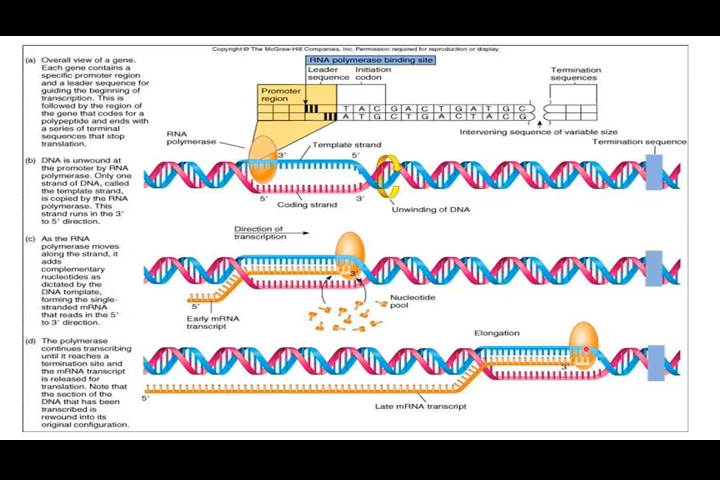 Copyright © The McGraw-Hill Companies, Inc. Permission required for reproduction or display.
(a) Overall view of a gene.
Each gene contains a
specific promoter region
and a leader sequence for
guiding the beginning of
transcription. This is
followed by the region of
the gene that codes for a
polypeptide and ends with
a series of terminal
sequences that stop
translation.
RNA polymerase binding site
Leader
sequence
Initiation
codon
Termination
sequences
Promoter
region
T A C G A C T G A T G C
A T G C T G A C T A C G
Intervening sequence of variable size
RNA
polymerase
Template strand
Termination sequence
(b) DNA is unwound at
the promoter by RNA
polymerase. Only one
strand of DNA, called
the template strand,
is copied by the RNA
polymerase. This
strand runs in the 3'
to 5' direction.
3'
5'
5'
3'
Coding strand
Unwinding of DNA
(c) As the RNA
polymerase moves
along the strand, it
adds
complementary
nucleotides as
dictated by the
DNA template,
forming the single-
stranded mRNA
that reads in the 5'
to 3' direction.
Direction of
transcription
3'
5'
Early mRNA
transcript
Nucleotide
pool
(d) The polymerase
continues transcribing
until it reaches a
termination site and
the mRNA transcript
is released for
translation. Note that
the section of the
DNA that has been
transcribed is
rewound into its
original configuration.
Elongation
3'
5'
Late mRNA transcript